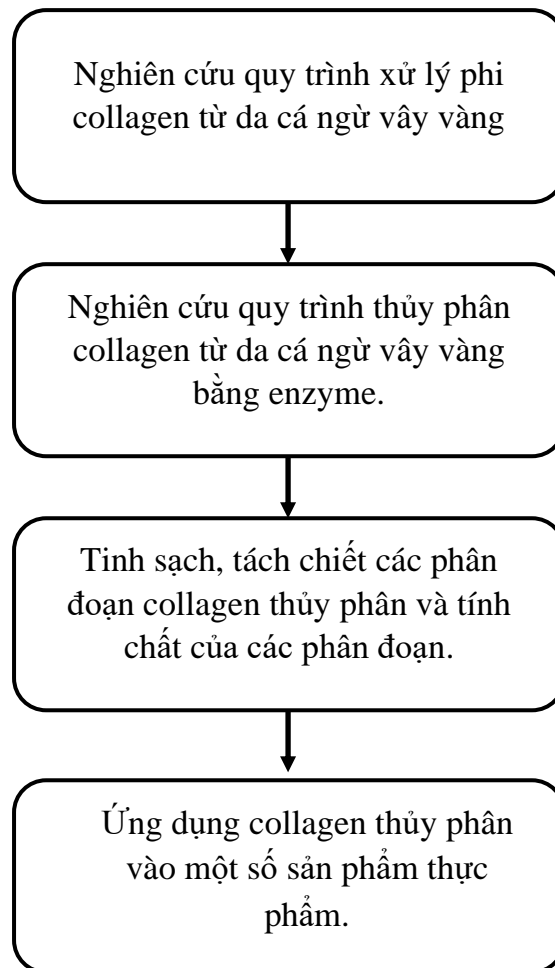 Nghiên cứu quy trình xử lý phi
collagen từ da cá ngừ vây vàng
Nghiên cứu quy trình thủy phân
collagen từ da cá ngừ vây vàng
bằng enzyme.
Tinh sạch, tách chiết các phân
đoạn collagen thủy phân và tính
chất của các phân đoạn.
Ứng dụng collagen thủy phân
vào một số sản phẩm thực
phẩm.